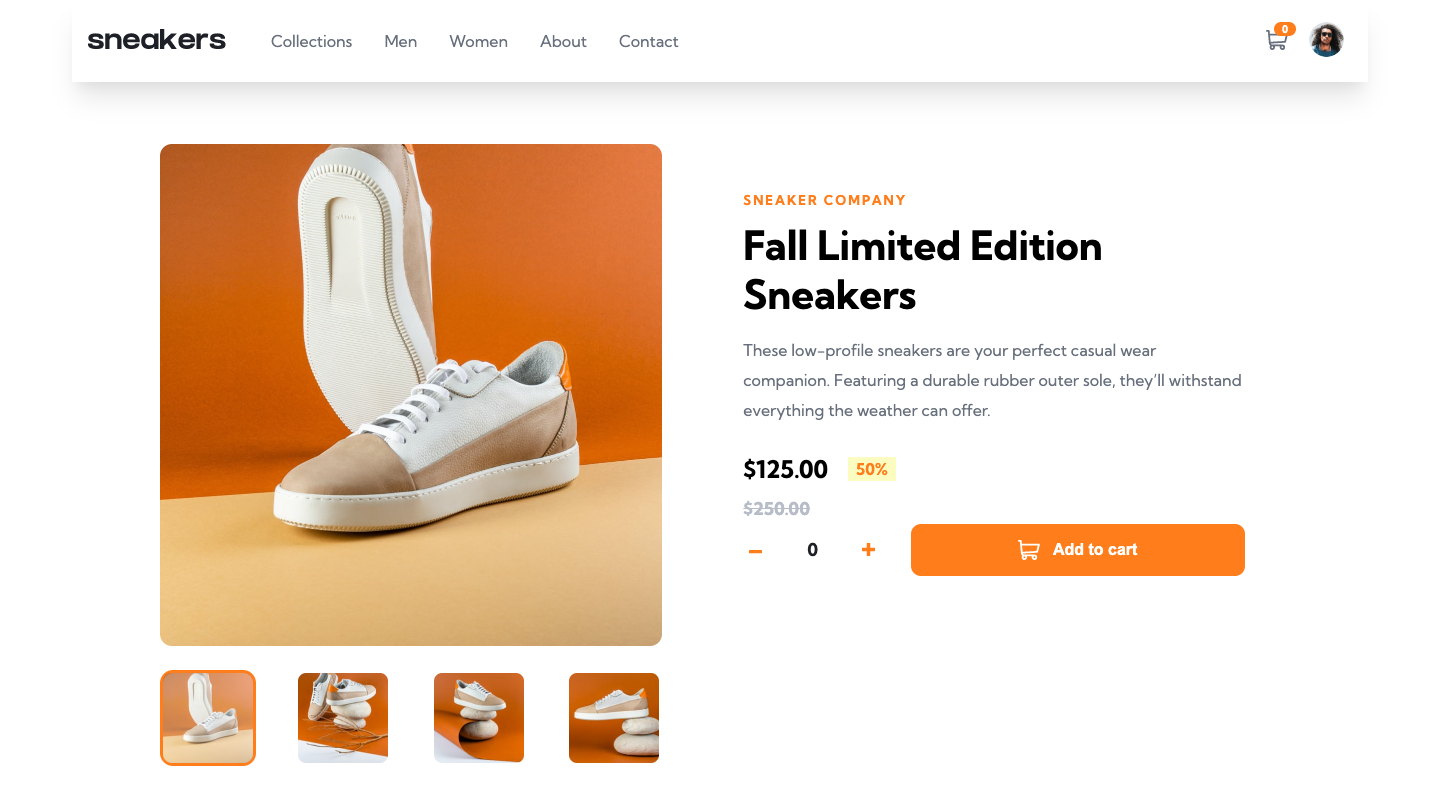 sneakers
Collections Men Women About Contact
0
SNEAKER COMPANY
Fall Limited Edition
Sneakers
These low-profile sneakers are your perfect casual wear
companion. Featuring a durable rubber outer sole, they’ll withstand
everything the weather can offer.
$125.00 50%
$250.00
– 0 + Add to cart